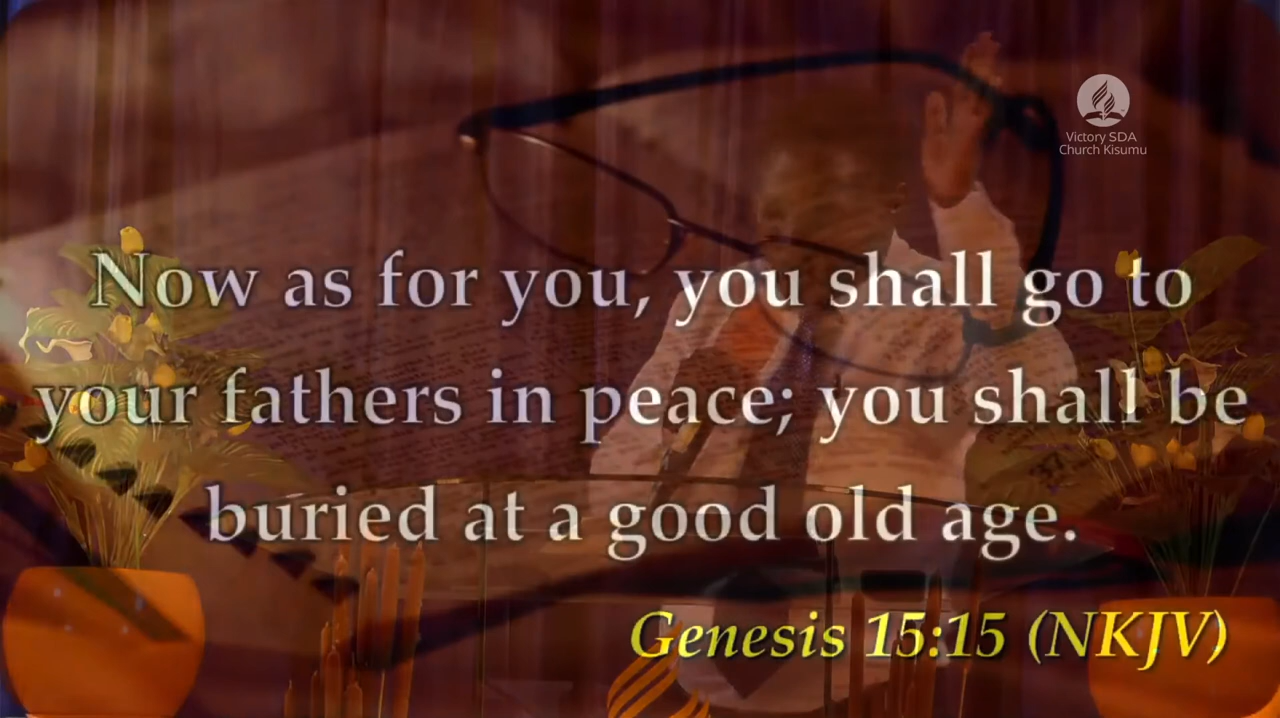 Victory SDA
Church Kisumu
Now as for you, you shall go to
your fathers in peace; you shall be
buried at a good old age.
Genesis 15:15 (NKJV)